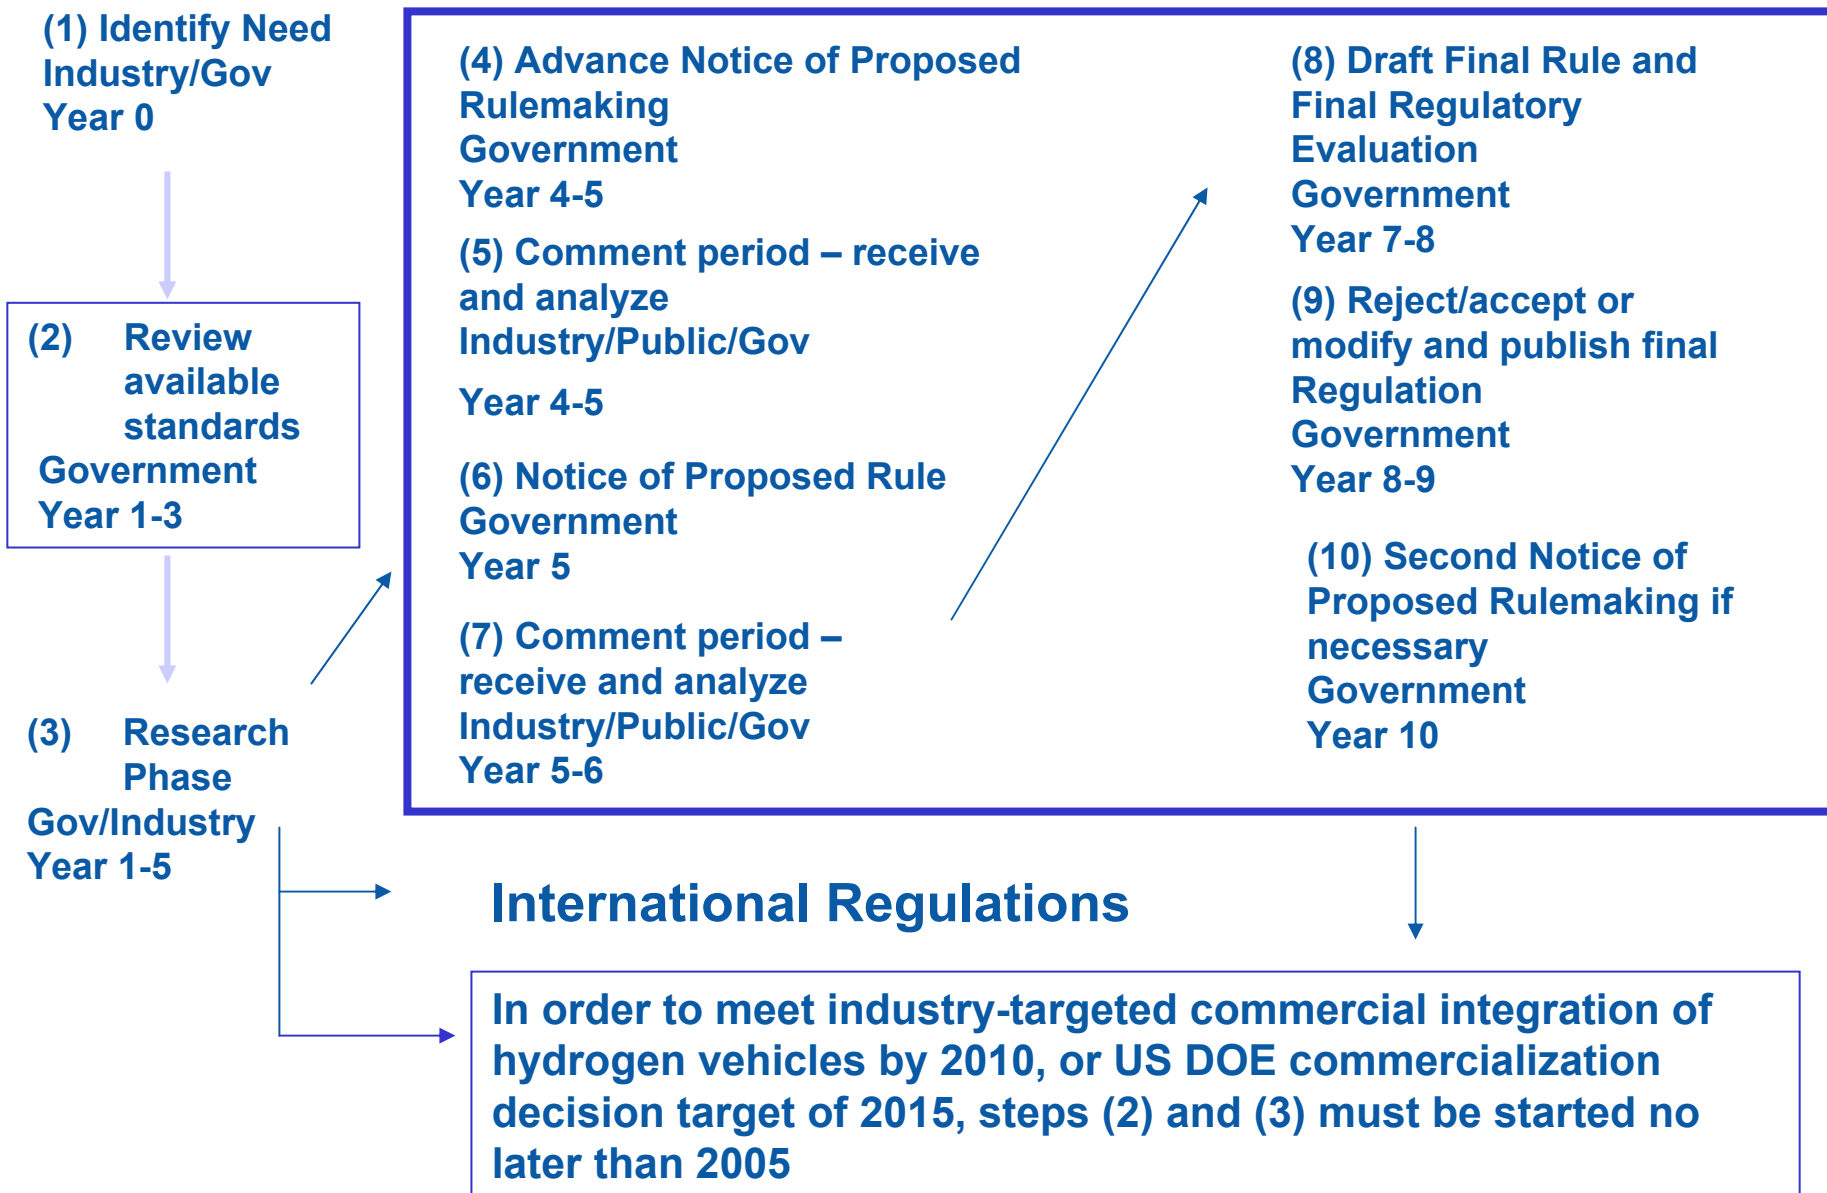 (1) Identify Need
Industry/Gov
Year 0
(2) Review
available
standards
Government
Year 1-3
(3) Research
Phase
Gov/Industry
Year 1-5
(4) Advance Notice of Proposed
Rulemaking
Government
Year 4-5
(5) Comment period – receive
and analyze
Industry/Public/Gov
Year 4-5
(6) Notice of Proposed Rule
Government
Year 5
(7) Comment period –
receive and analyze
Industry/Public/Gov
Year 5-6
(8) Draft Final Rule and
Final Regulatory
Evaluation
Government
Year 7-8
(9) Reject/accept or
modify and publish final
Regulation
Government
Year 8-9
(10) Second Notice of
Proposed Rulemaking if
necessary
Government
Year 10
International Regulations
In order to meet industry-targeted commercial integration of
hydrogen vehicles by 2010, or US DOE commercialization
decision target of 2015, steps (2) and (3) must be started no
later than 2005